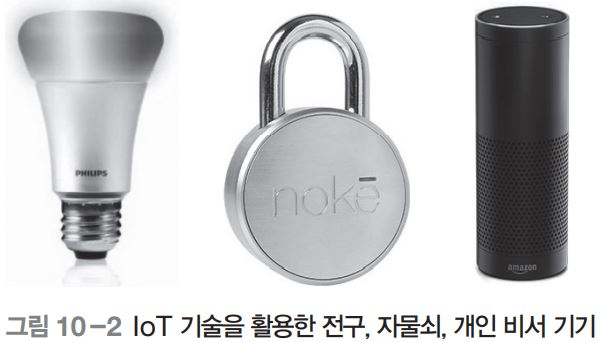 PHILIPS
nokē
amazon
그림 10-2 IoT 기술을 활용한 전구, 자물쇠, 개인 비서 기기